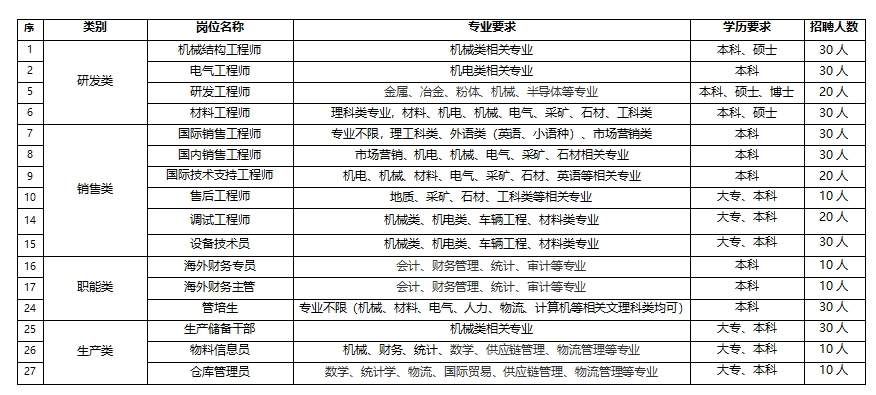 序 类别 岗位名称 专业要求 学历要求 招聘人数
1 研发类 机械结构工程师 机械类相关专业 本科、硕士 30 人
2 电气工程师 机电类相关专业 本科 30 人
5 研发工程师 金属、冶金、粉体、机械、半导体等专业 本科、硕士、博士 20 人
6 材料工程师 理科类专业，材料、机电、机械、电气、采矿、石材、工科类 本科、硕士 30 人
7 销售类 国际销售工程师 专业不限，理工科类、外语类（英语、小语种）、市场营销类 本科 30 人
8 国内销售工程师 市场营销、机电、机械、电气、采矿、石材相关专业 本科 30 人
9 国际技术支持工程师 机电、机械、材料、电气、采矿、石材、英语等相关专业 本科 20 人
10 售后工程师 地质、采矿、石材、工科类等相关专业 大专、本科 10 人
14 调试工程师 机械类、机电类、车辆工程、材料类专业 大专、本科 20 人
15 设备技术员 机械类、机电类、车辆工程、材料类专业 大专、本科 30 人
16 职能类 海外财务专员 会计、财务管理、统计、审计等专业 本科 10 人
17 海外财务主管 会计、财务管理、统计、审计等专业 本科 10 人
24 管培生 专业不限（机械、材料、电气、人力、物流、计算机等相关文理科类均可） 本科 30 人
25 生产类 生产储备干部 机械类相关专业 大专、本科 30 人
26 物料信息员 机械、财务、统计、数学、供应链管理、物流管理等专业 大专、本科 10 人
27 仓库管理员 数学、统计学、物流、国际贸易、供应链管理、物流管理等专业 大专、本科 10 人